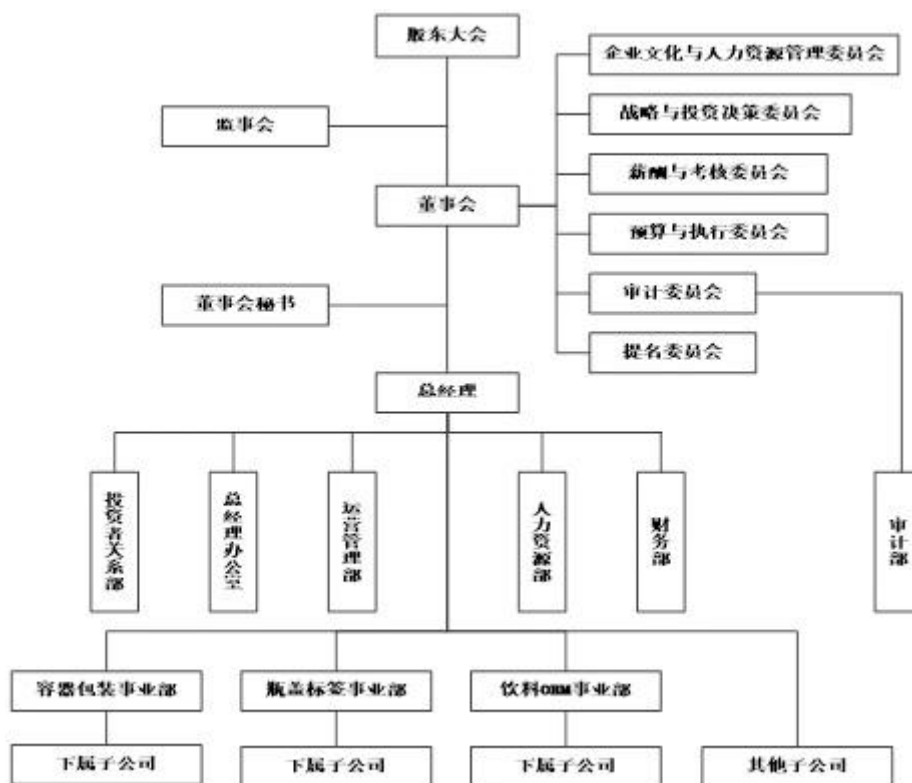 股东大会
企业文化与人力资源管理委员会
战略与投资决策委员会
监事会
薪酬与考核委员会
董事会
预算与执行委员会
审计委员会
董事会秘书
提名委员会
总经理
投资者关系部
总经理办公室
运营管理部
人力资源部
财务部
审计部
容器包装事业部
瓶盖标签事业部
饮料OEM事业部
下属子公司
下属子公司
下属子公司
其他子公司